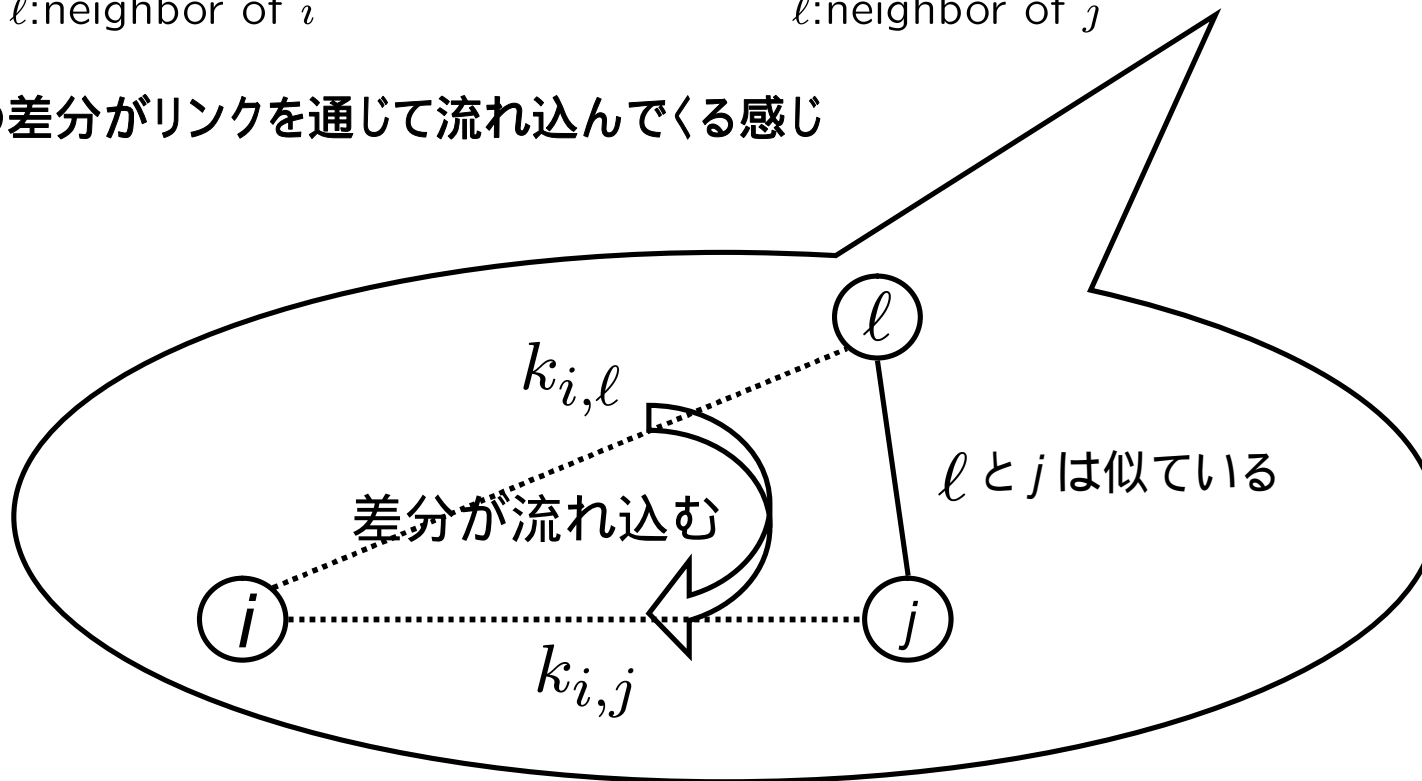 ℓ:neighbor of i
ℓ:neighbor of j
差分がリンクを通じて流れ込んでくる感じ
ℓ
k_{i,ℓ}
ℓ と j は似ている
差分が流れ込む
i
j
k_{i,j}